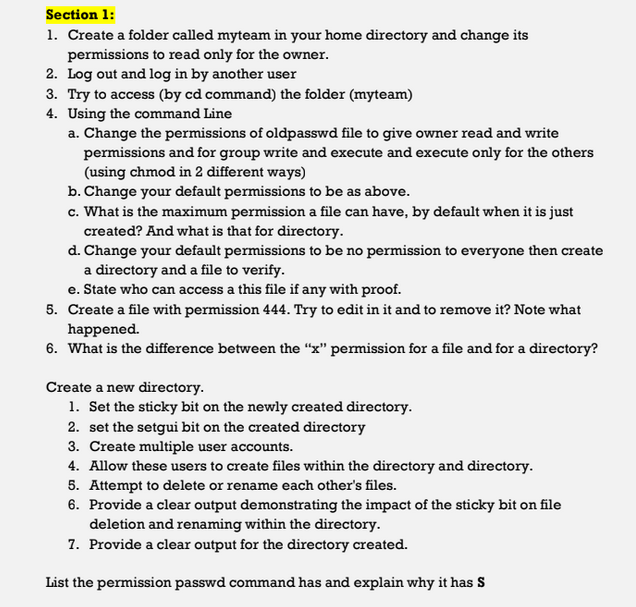 Section 1:
1. Create a folder called myteam in your home directory and change its
permissions to read only for the owner.
2. Log out and log in by another user
3. Try to access (by cd command) the folder (myteam)
4. Using the command Line
a. Change the permissions of oldpasswd file to give owner read and write
permissions and for group write and execute and execute only for the others
(using chmod in 2 different ways)
b. Change your default permissions to be as above.
c. What is the maximum permission a file can have, by default when it is just
created? And what is that for directory.
d. Change your default permissions to be no permission to everyone then create
a directory and a file to verify.
e. State who can access a this file if any with proof.
5. Create a file with permission 444. Try to edit in it and to remove it? Note what
happened.
6. What is the difference between the “x” permission for a file and for a directory?
Create a new directory.
1. Set the sticky bit on the newly created directory.
2. set the setgui bit on the created directory
3. Create multiple user accounts.
4. Allow these users to create files within the directory and directory.
5. Attempt to delete or rename each other's files.
6. Provide a clear output demonstrating the impact of the sticky bit on file
deletion and renaming within the directory.
7. Provide a clear output for the directory created.
List the permission passwd command has and explain why it has S